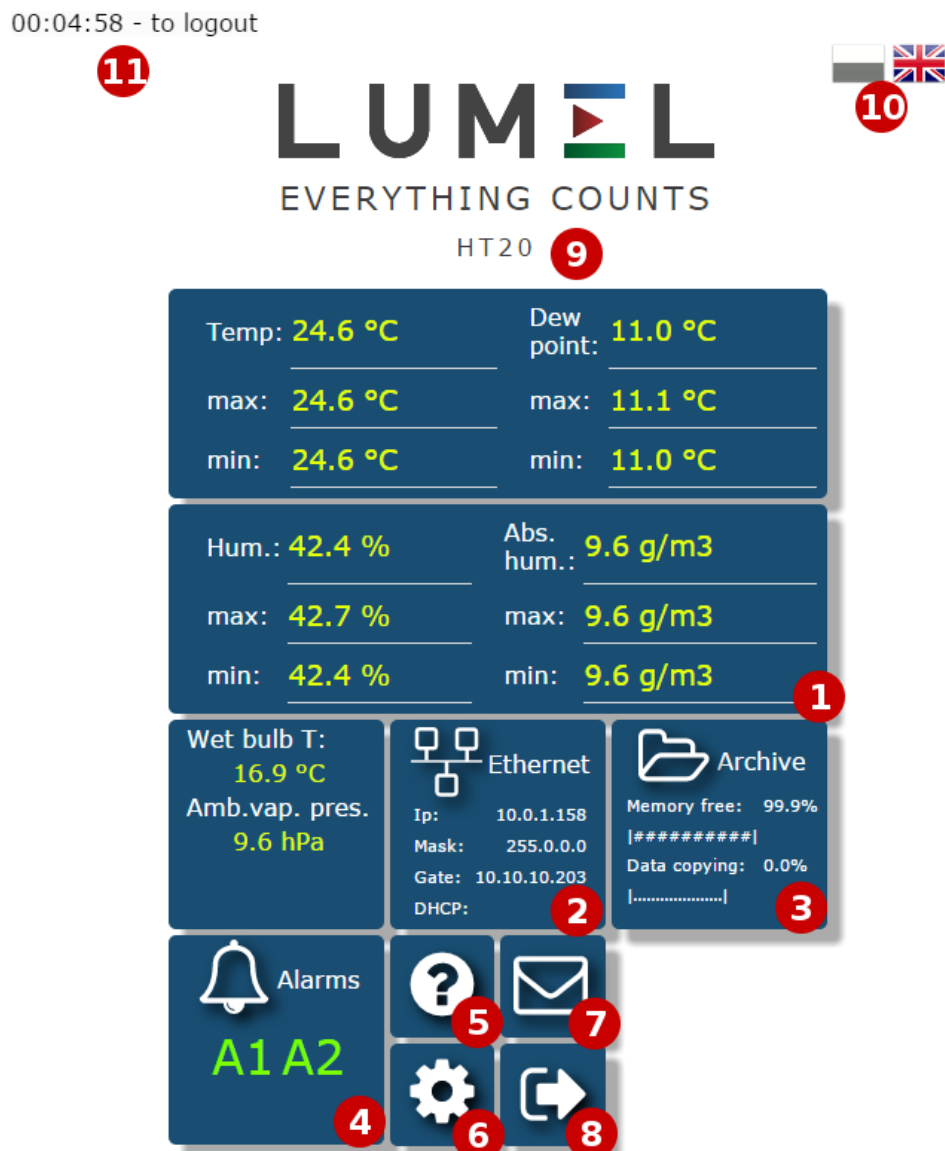 00:04:58 - to logout
11
10
LUMEL
EVERYTHING COUNTS
HT20 9
Temp: 24.6 °C Dew point: 11.0 °C
max: 24.6 °C max: 11.1 °C
min: 24.6 °C min: 11.0 °C
Hum.: 42.4 % Abs. hum.: 9.6 g/m3
max: 42.7 % max: 9.6 g/m3
min: 42.4 % min: 9.6 g/m3
1
Wet bulb T:
16.9 °C
Amb.vap. pres.
9.6 hPa
Ethernet
Ip: 10.0.1.158
Mask: 255.0.0.0
Gate: 10.10.10.203
DHCP:
2
Archive
Memory free: 99.9%
|##########|
Data copying: 0.0%
|....................|
3
Alarms
A1 A2
4
?
5
7
6
8